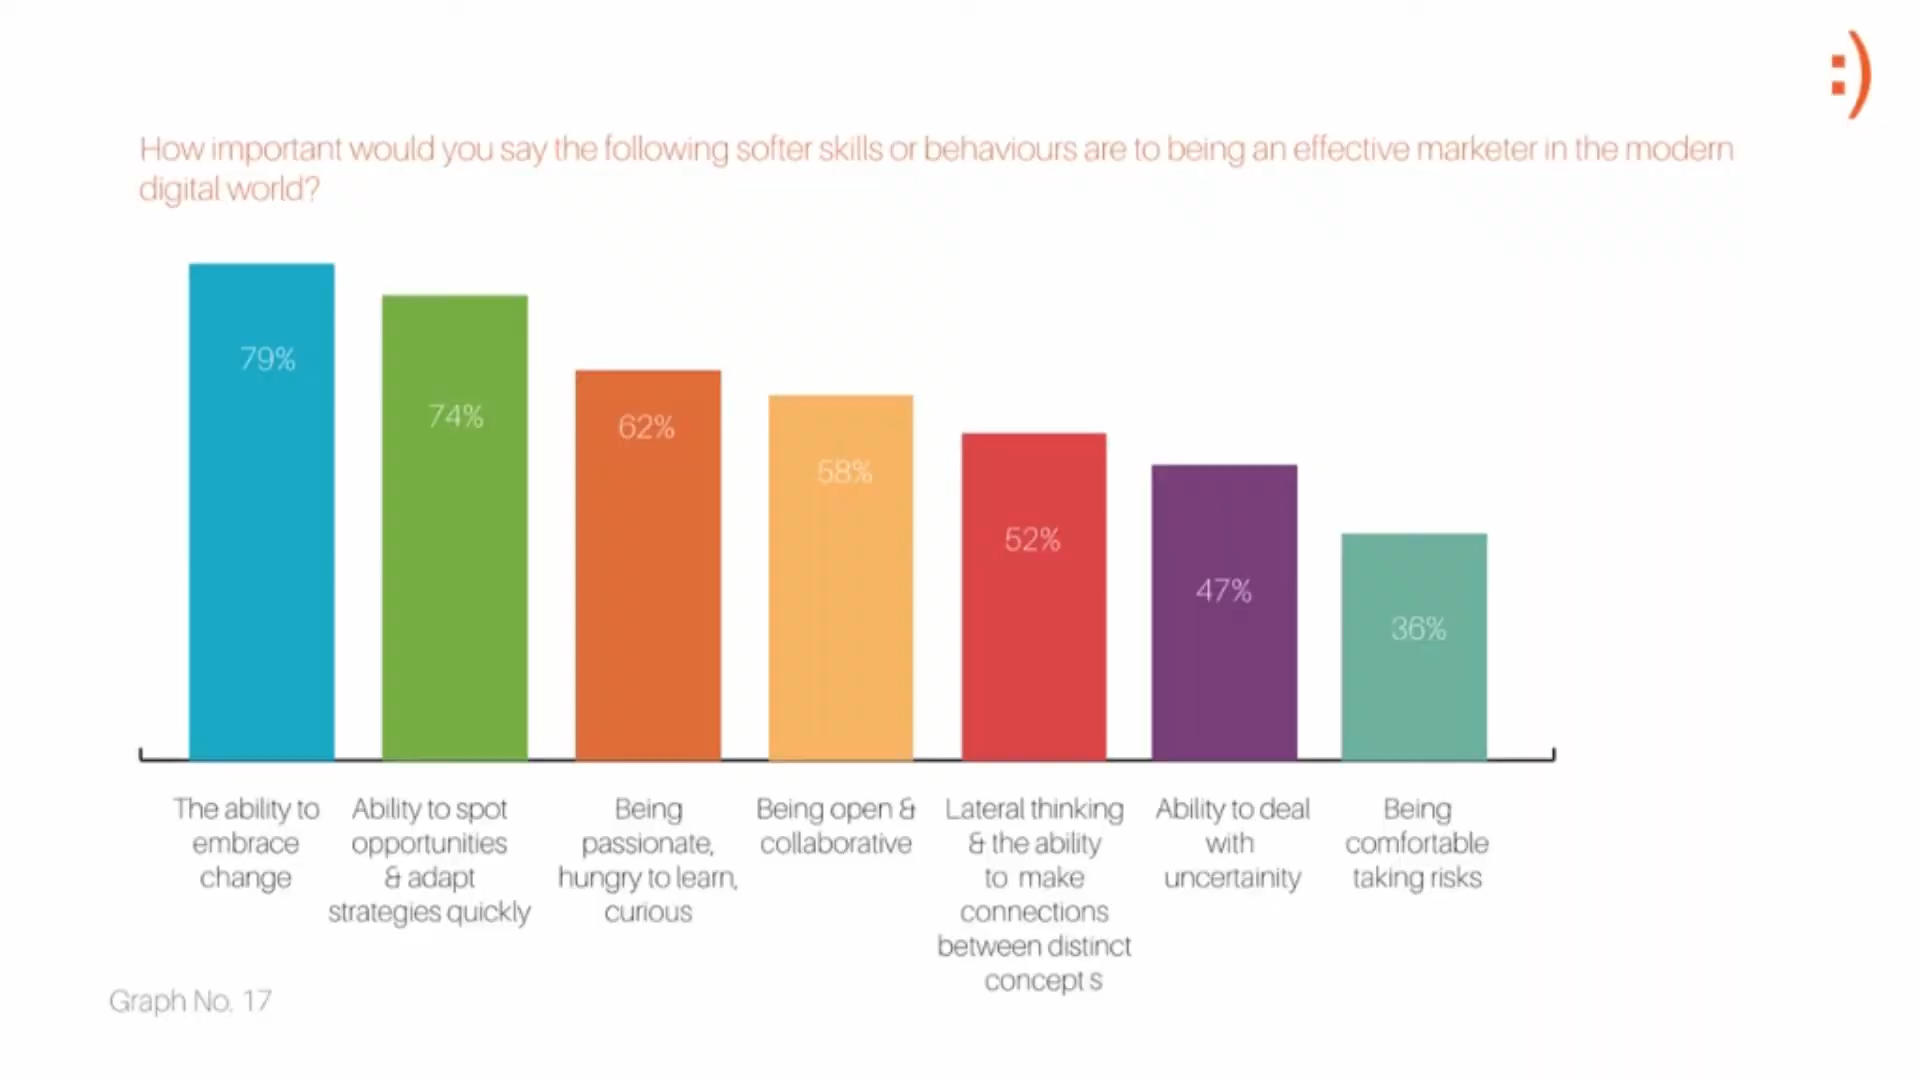 :)
How important would you say the following softer skills or behaviours are to being an effective marketer in the modern
digital world?
79%
74%
62%
58%
52%
47%
36%
The ability to
embrace
change
Ability to spot
opportunities
& adapt
strategies quickly
Being
passionate,
hungry to learn,
curious
Being open &
collaborative
Lateral thinking
& the ability
to make
connections
between distinct
concept s
Ability to deal
with
uncertainity
Being
comfortable
taking risks
Graph No. 17